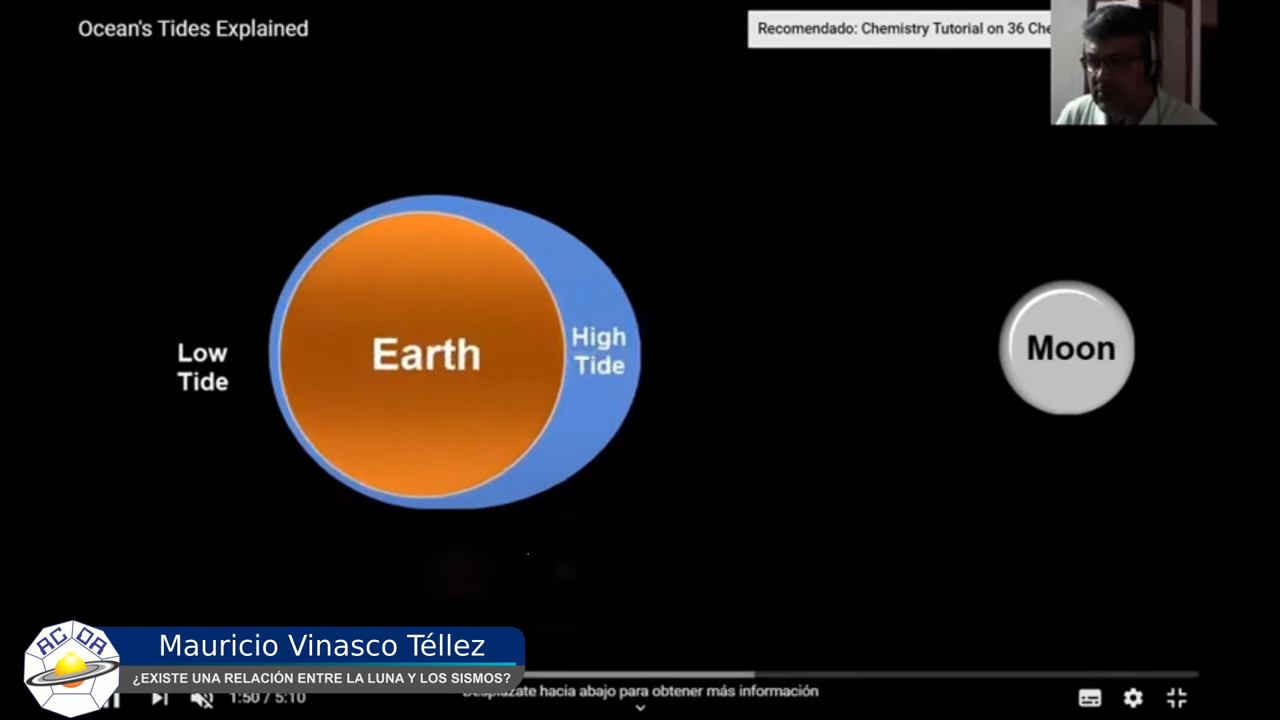 Ocean's Tides Explained
Recomendado: Chemistry Tutorial on 36 Che
High
Tide
Low
Tide
Earth
Moon
ACDA
Mauricio Vinasco Téllez
¿EXISTE UNA RELACIÓN ENTRE LA LUNA Y LOS SISMOS?
Desplázate hacia abajo para obtener más información
1:50 / 5:10